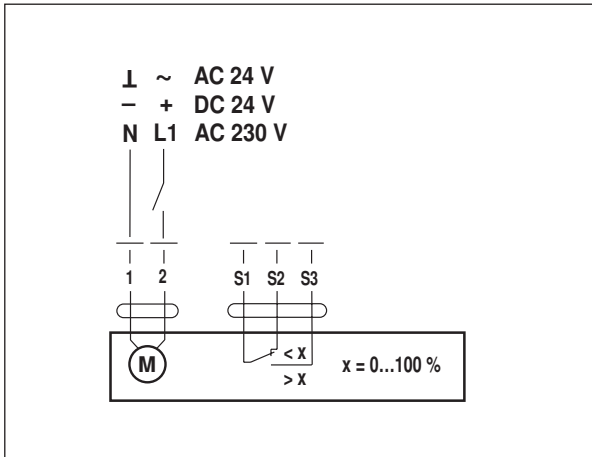 ⊥ ~ AC 24 V
– + DC 24 V
N L1 AC 230 V
1 2 S1 S2 S3
M < X x = 0...100 %
> X